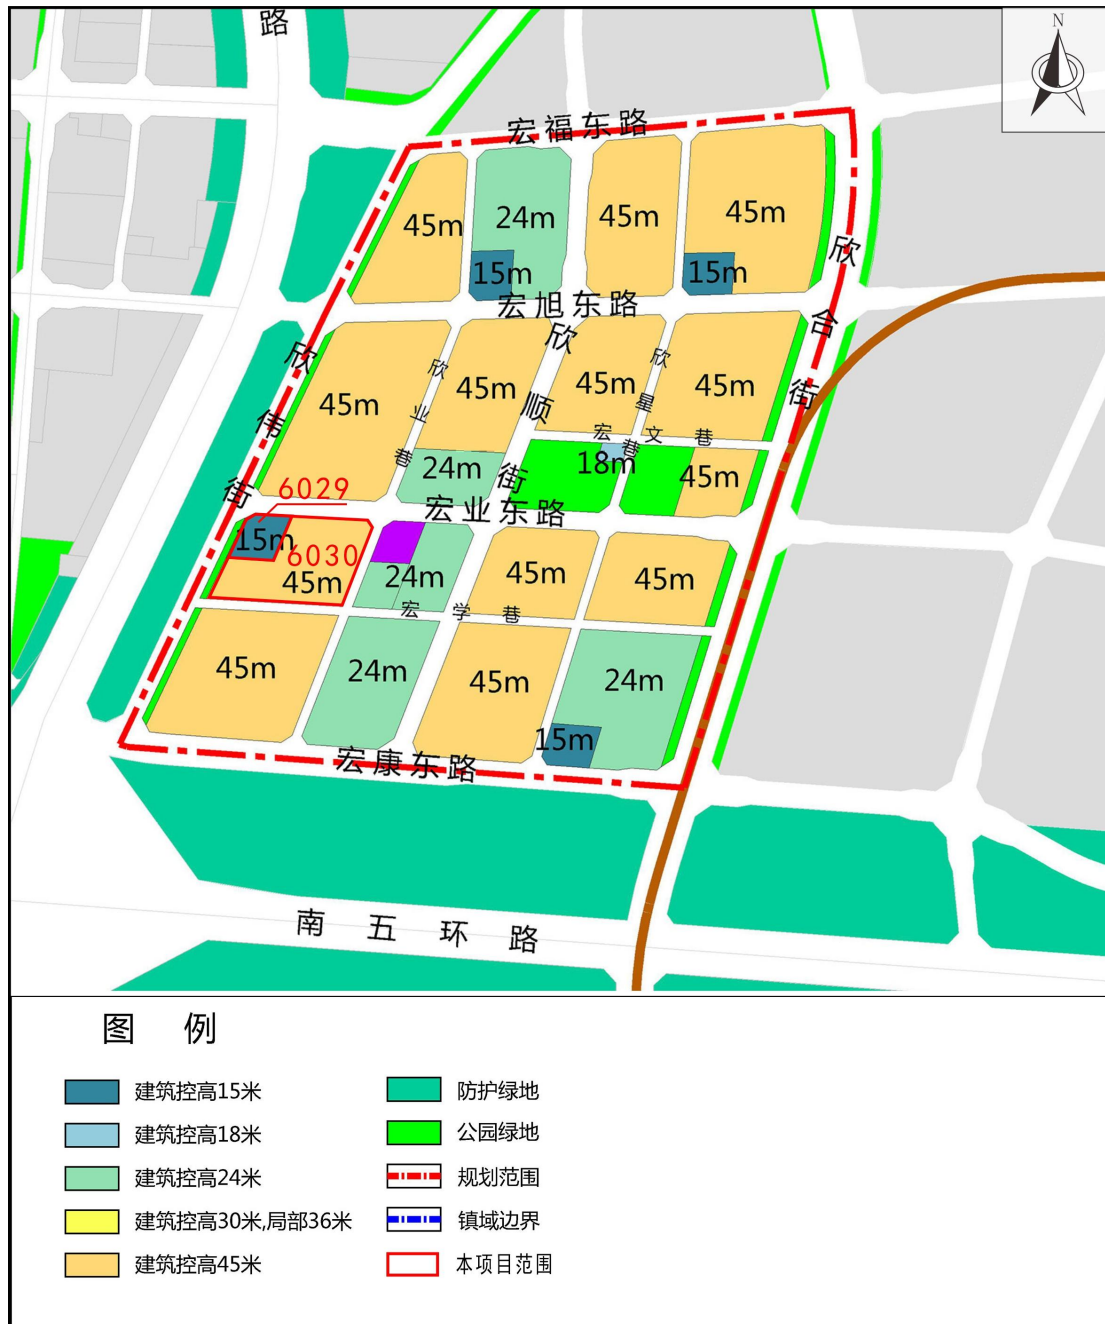 路
N
宏福东路
45m
24m
45m
45m
15m
15m
宏旭东路
欣伟街
欣业巷
欣顺街
欣星巷
欣合街
45m
45m
45m
45m
宏文巷
24m
18m
45m
宏业东路
6029
15m
6030
45m
24m
45m
45m
宏学巷
45m
24m
45m
24m
15m
宏康东路
南五环路
图例
建筑控高15米
建筑控高18米
建筑控高24米
建筑控高30米,局部36米
建筑控高45米
防护绿地
公园绿地
规划范围
镇域边界
本项目范围